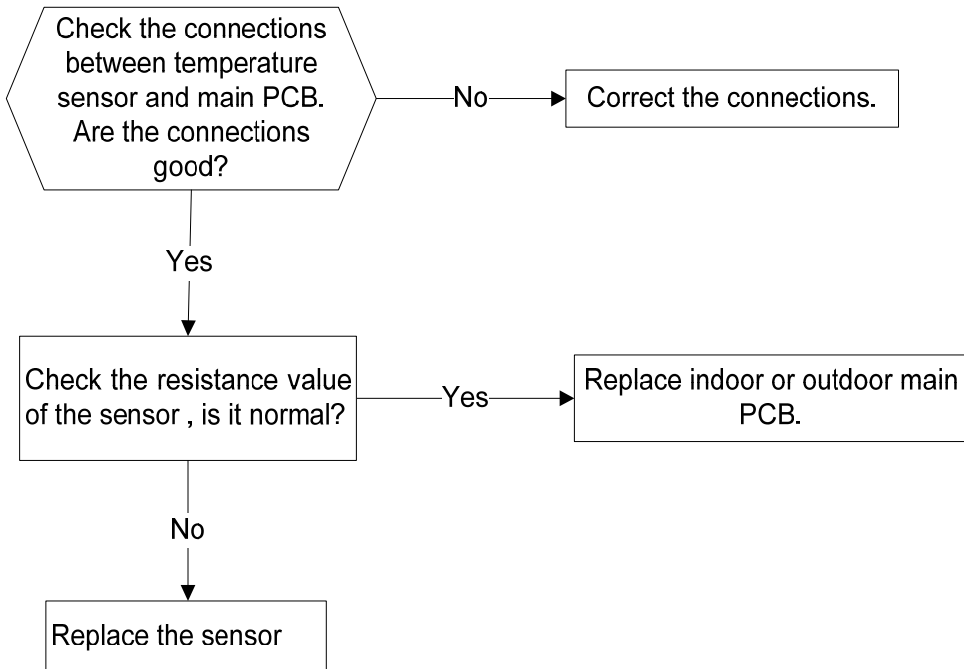 Check the connections
between temperature
sensor and main PCB.
Are the connections
good?
No
Correct the connections.
Yes
Check the resistance value
of the sensor , is it normal?
Yes
Replace indoor or outdoor main
PCB.
No
Replace the sensor